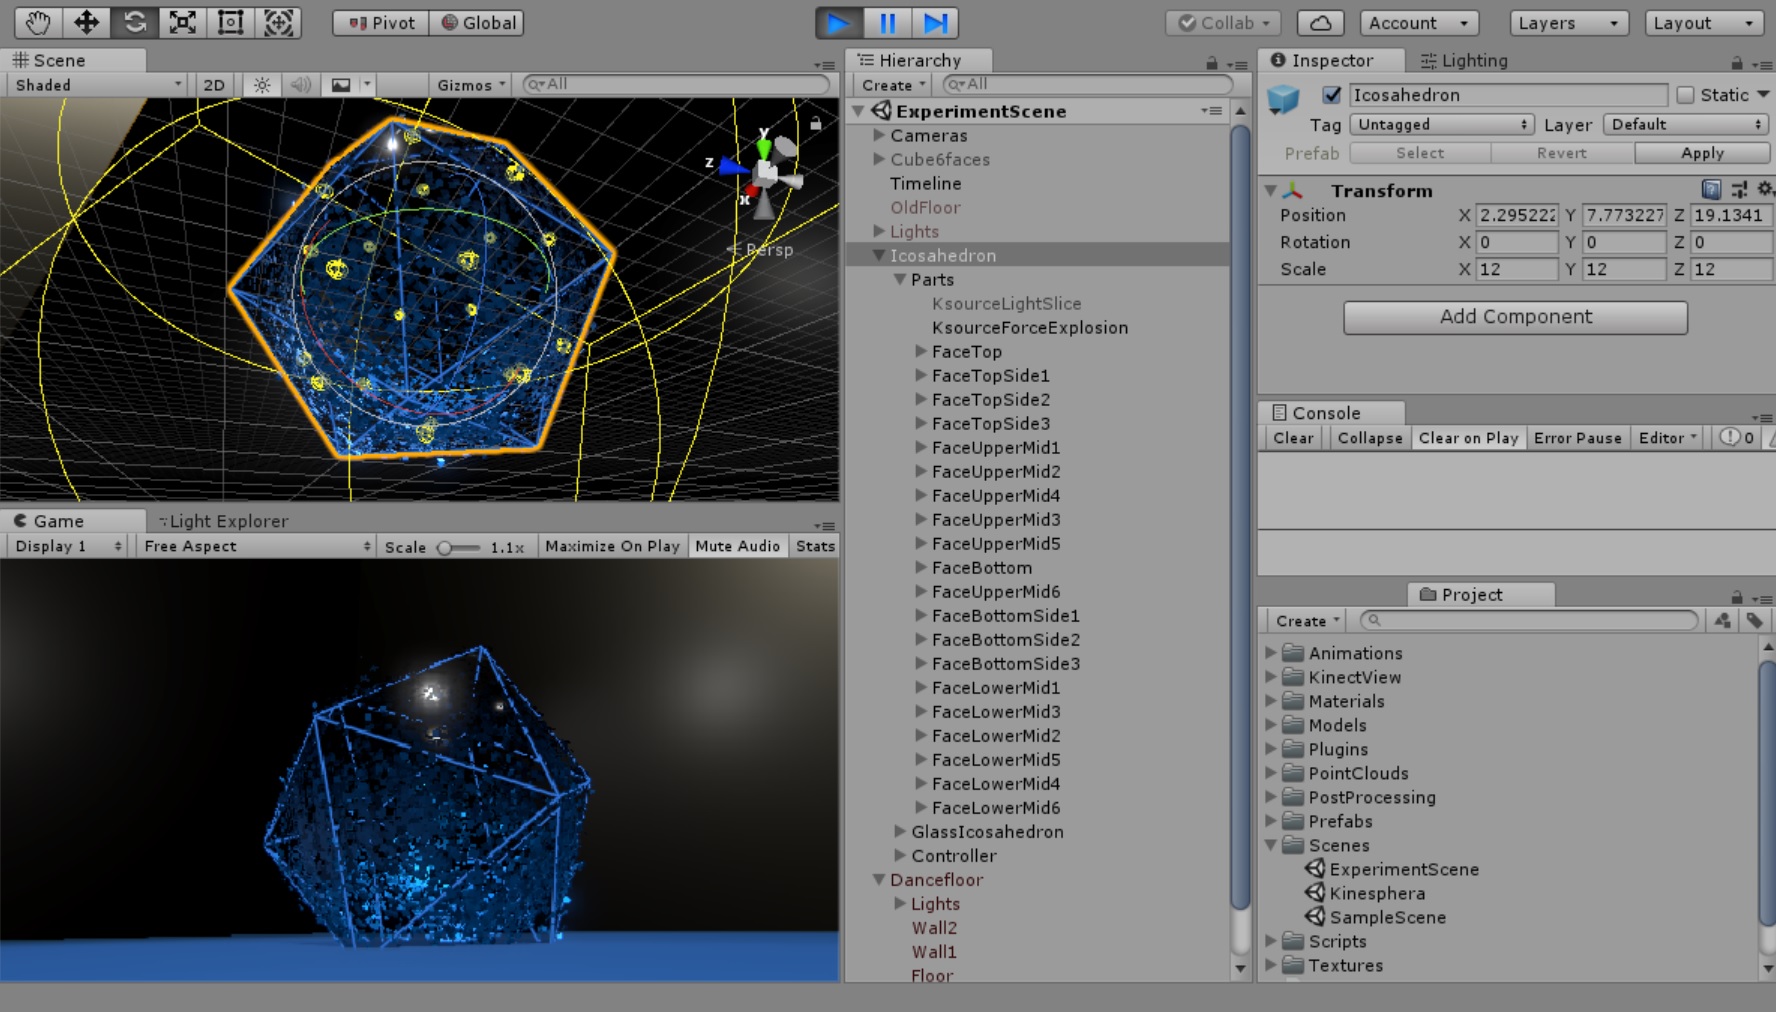 Pivot Global Collab Account Layers Layout
Scene
Shaded 2D Gizmos All
y
z
x
Persp
Game Light Explorer
Display 1 Free Aspect Scale 1.1x Maximize On Play Mute Audio Stats
Hierarchy
Create All
ExperimentScene
Cameras
Cube6faces
Timeline
OldFloor
Lights
Icosahedron
Parts
KsourceLightSlice
KsourceForceExplosion
FaceTop
FaceTopSide1
FaceTopSide2
FaceTopSide3
FaceUpperMid1
FaceUpperMid2
FaceUpperMid4
FaceUpperMid3
FaceUpperMid5
FaceBottom
FaceUpperMid6
FaceBottomSide1
FaceBottomSide2
FaceBottomSide3
FaceLowerMid1
FaceLowerMid3
FaceLowerMid2
FaceLowerMid5
FaceLowerMid4
FaceLowerMid6
GlassIcosahedron
Controller
Dancefloor
Lights
Wall2
Wall1
Floor
Inspector Lighting
Icosahedron Static
Tag Untagged Layer Default
Prefab Select Revert Apply
Transform
Position X 2.295222 Y 7.773227 Z 19.1341
Rotation X 0 Y 0 Z 0
Scale X 12 Y 12 Z 12
Add Component
Console
Clear Collapse Clear on Play Error Pause Editor 0
Project
Create
Animations
KinectView
Materials
Models
Plugins
PointClouds
PostProcessing
Prefabs
Scenes
ExperimentScene
Kinesphera
SampleScene
Scripts
Textures